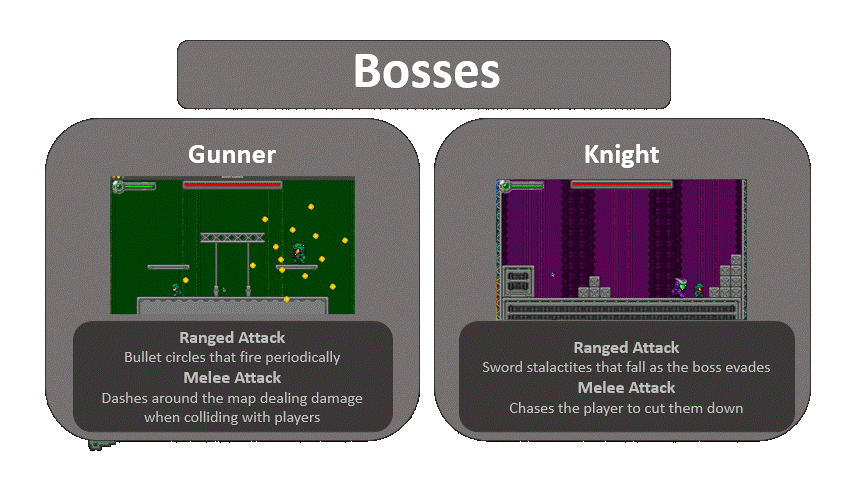 Bosses
Gunner
Ranged Attack
Bullet circles that fire periodically
Melee Attack
Dashes around the map dealing damage
when colliding with players
Knight
Ranged Attack
Sword stalactites that fall as the boss evades
Melee Attack
Chases the player to cut them down